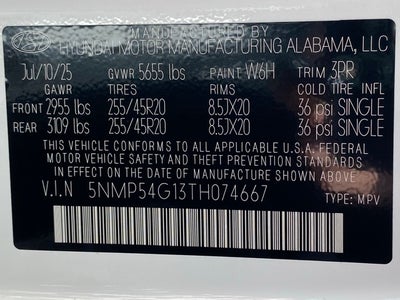 MANUFACTURED BY
HYUNDAI MOTOR MANUFACTURING ALABAMA, LLC
Jul/10/25 GVWR 5655 lbs PAINT W6H TRIM 3PR
GAWR TIRES RIMS COLD TIRE INFL
FRONT 2955 lbs 255/45R20 8.5JX20 36 psi SINGLE
REAR 3109 lbs 255/45R20 8.5JX20 36 psi SINGLE
THIS VEHICLE CONFORMS TO ALL APPLICABLE U.S.A. FEDERAL
MOTOR VEHICLE SAFETY AND THEFT PREVENTION STANDARDS
IN EFFECT ON THE DATE OF MANUFACTURE SHOWN ABOVE.
V.I.N 5NMP54G13TH074667 TYPE: MPV